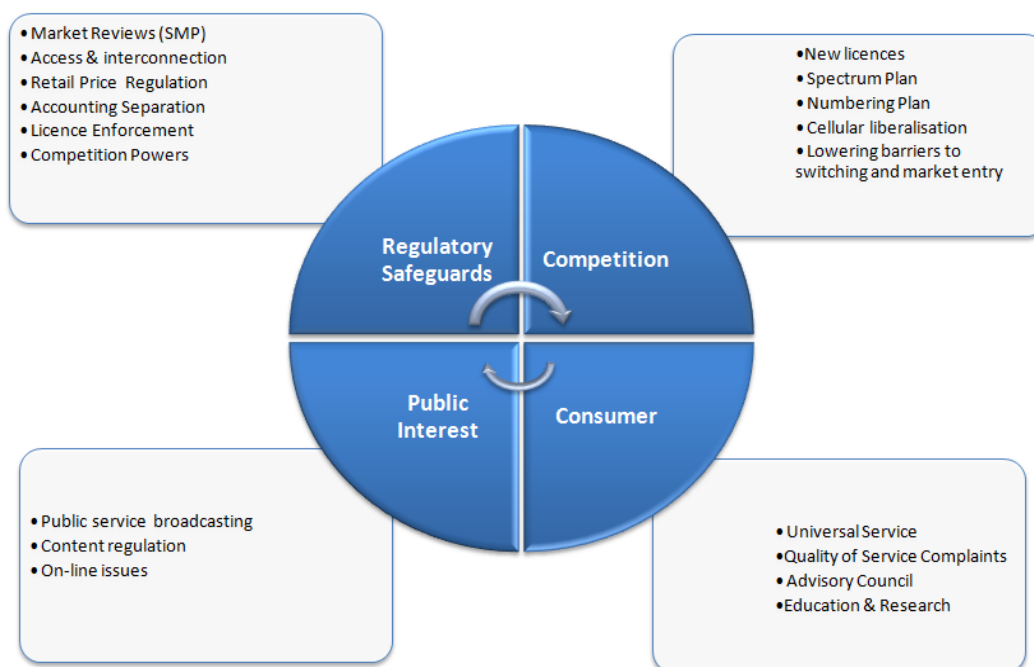 •Market Reviews (SMP)
•Access & interconnection
•Retail Price Regulation
•Accounting Separation
•Licence Enforcement
•Competition Powers
•New licences
•Spectrum Plan
•Numbering Plan
•Cellular liberalisation
•Lowering barriers to
switching and market entry
Regulatory
Safeguards
Competition
Public
Interest
Consumer
•Public service broadcasting
•Content regulation
•On-line issues
•Universal Service
•Quality of Service Complaints
•Advisory Council
•Education & Research